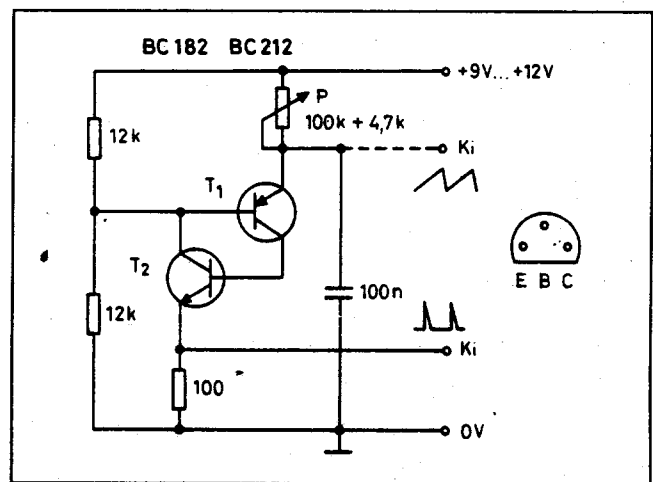 BC 182 BC 212
+9V...+12V
P
100k + 4,7k
12k
Ki
T1
T2
E B C
12k
100n
Ki
100
0V